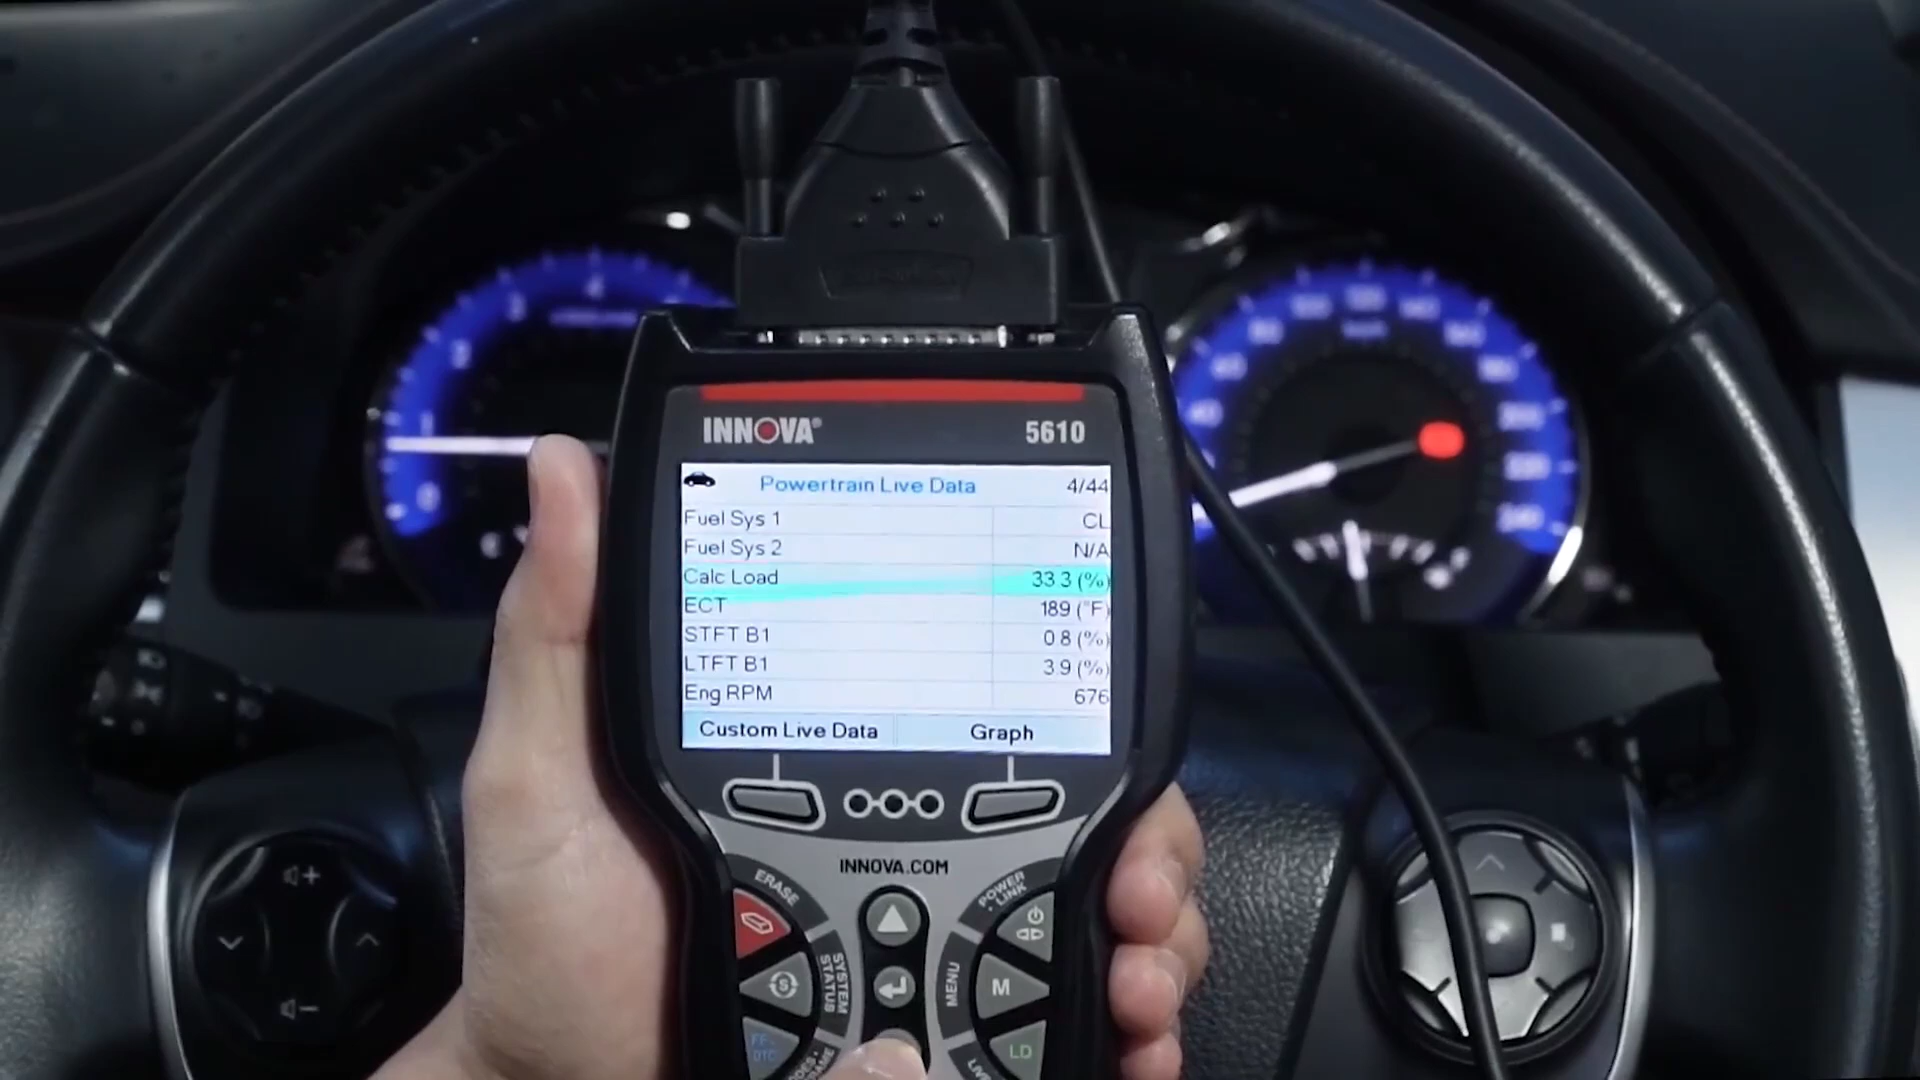 INNOVA® 5610
Powertrain Live Data 4/44
Fuel Sys 1 CL
Fuel Sys 2 N/A
Calc Load 33.3 (%)
ECT 189 (°F)
STFT B1 0.8 (%)
LTFT B1 3.9 (%)
Eng RPM 676
Custom Live Data Graph
INNOVA.COM
ERASE
POWER
LINK
SYSTEM
STATUS
MENU
M
LD